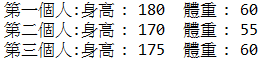 第一個人:身高 : 180  體重 : 60
第二個人:身高 : 170  體重 : 55
第三個人:身高 : 175  體重 : 60